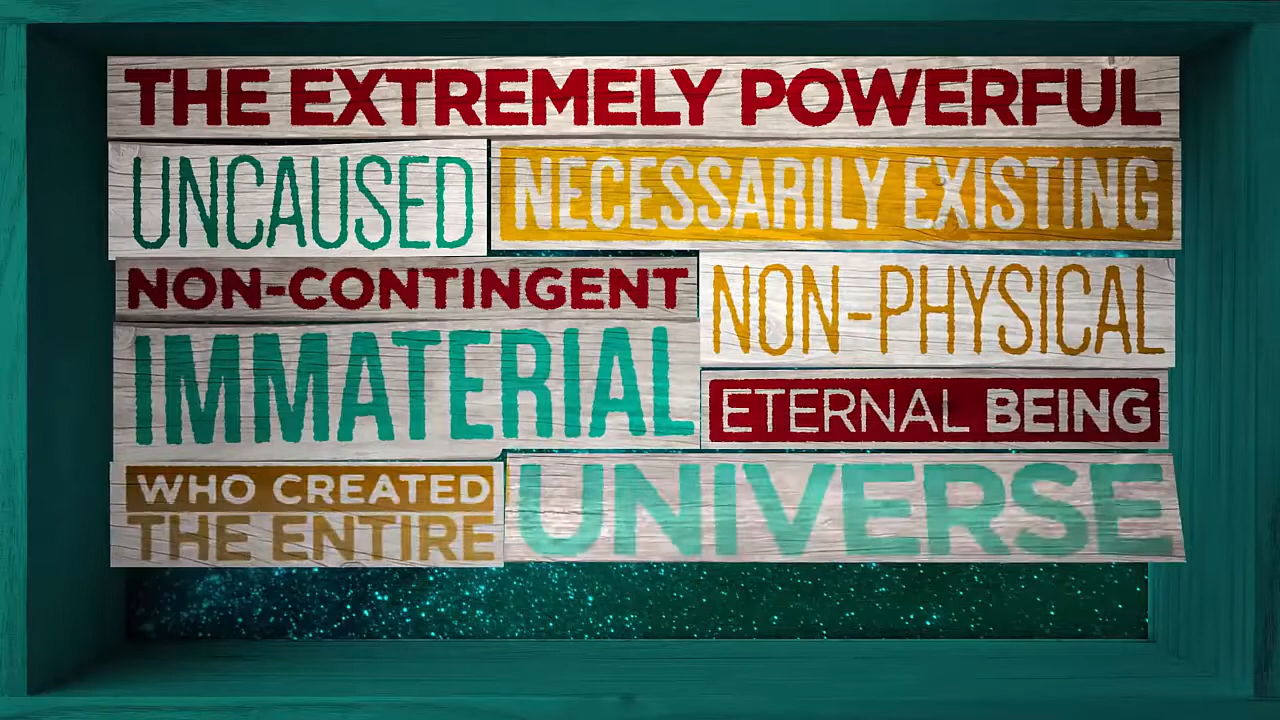 THE EXTREMELY POWERFUL
UNCAUSED
NECESSARILY EXISTING
NON-CONTINGENT
NON-PHYSICAL
IMMATERIAL
ETERNAL BEING
WHO CREATED
THE ENTIRE
UNIVERSE